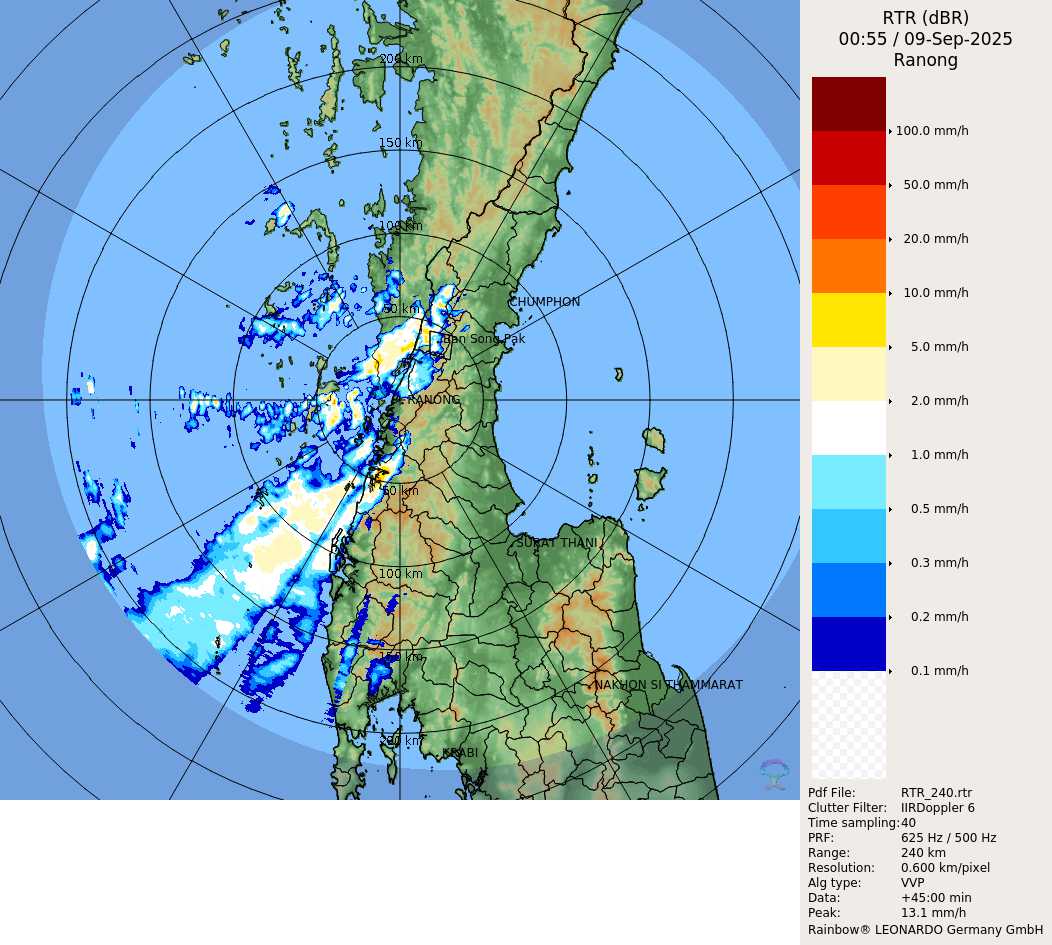 RTR (dBR)
00:55 / 09-Sep-2025
Ranong
100.0 mm/h
50.0 mm/h
20.0 mm/h
10.0 mm/h
5.0 mm/h
2.0 mm/h
1.0 mm/h
0.5 mm/h
0.3 mm/h
0.2 mm/h
0.1 mm/h
200 km
150 km
100 km
CHUMPHON
50 km
Ban Song Pak
RANONG
50 km
SURAT THANI
100 km
150 km
NAKHON SI THAMMARAT
200 km
KRABI
Pdf File: RTR_240.rtr
Clutter Filter: IIRDoppler 6
Time sampling:40
PRF: 625 Hz / 500 Hz
Range: 240 km
Resolution: 0.600 km/pixel
Alg type: VVP
Data: +45:00 min
Peak: 13.1 mm/h
Rainbow® LEONARDO Germany GmbH